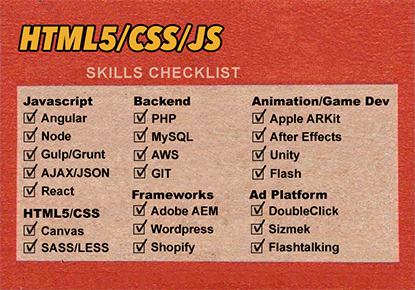 HTML5/CSS/JS
SKILLS CHECKLIST
Javascript
Angular
Node
Gulp/Grunt
AJAX/JSON
React
HTML5/CSS
Canvas
SASS/LESS
Backend
PHP
MySQL
AWS
GIT
Frameworks
Adobe AEM
Wordpress
Shopify
Animation/Game Dev
Apple ARKit
After Effects
Unity
Flash
Ad Platform
DoubleClick
Sizmek
Flashtalking